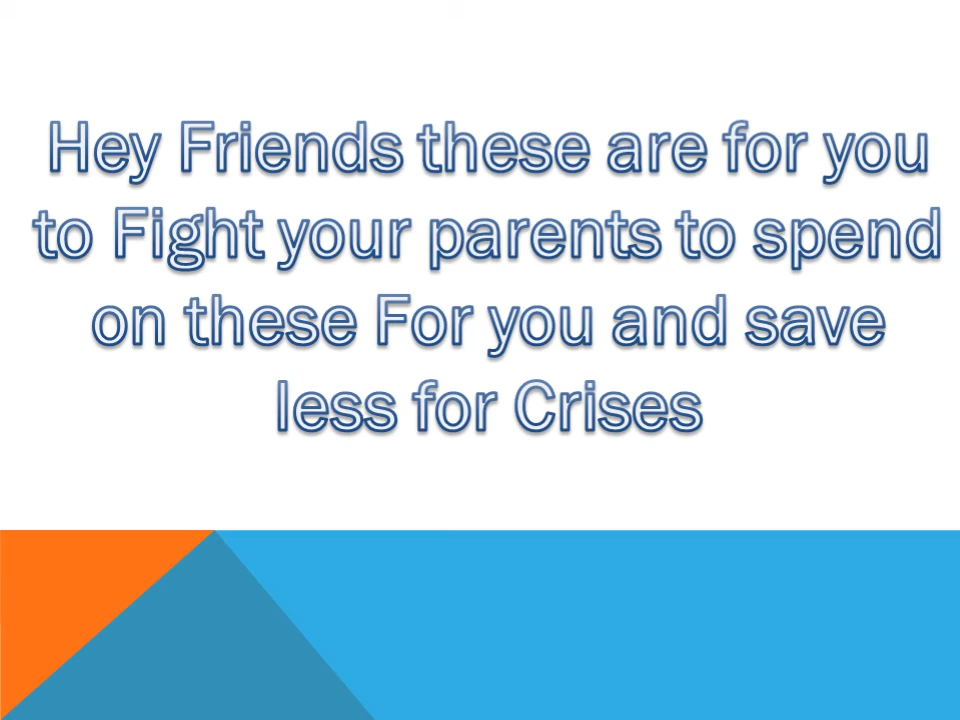 Hey Friends these are for you
to Fight your parents to spend
on these For you and save
less for Crises